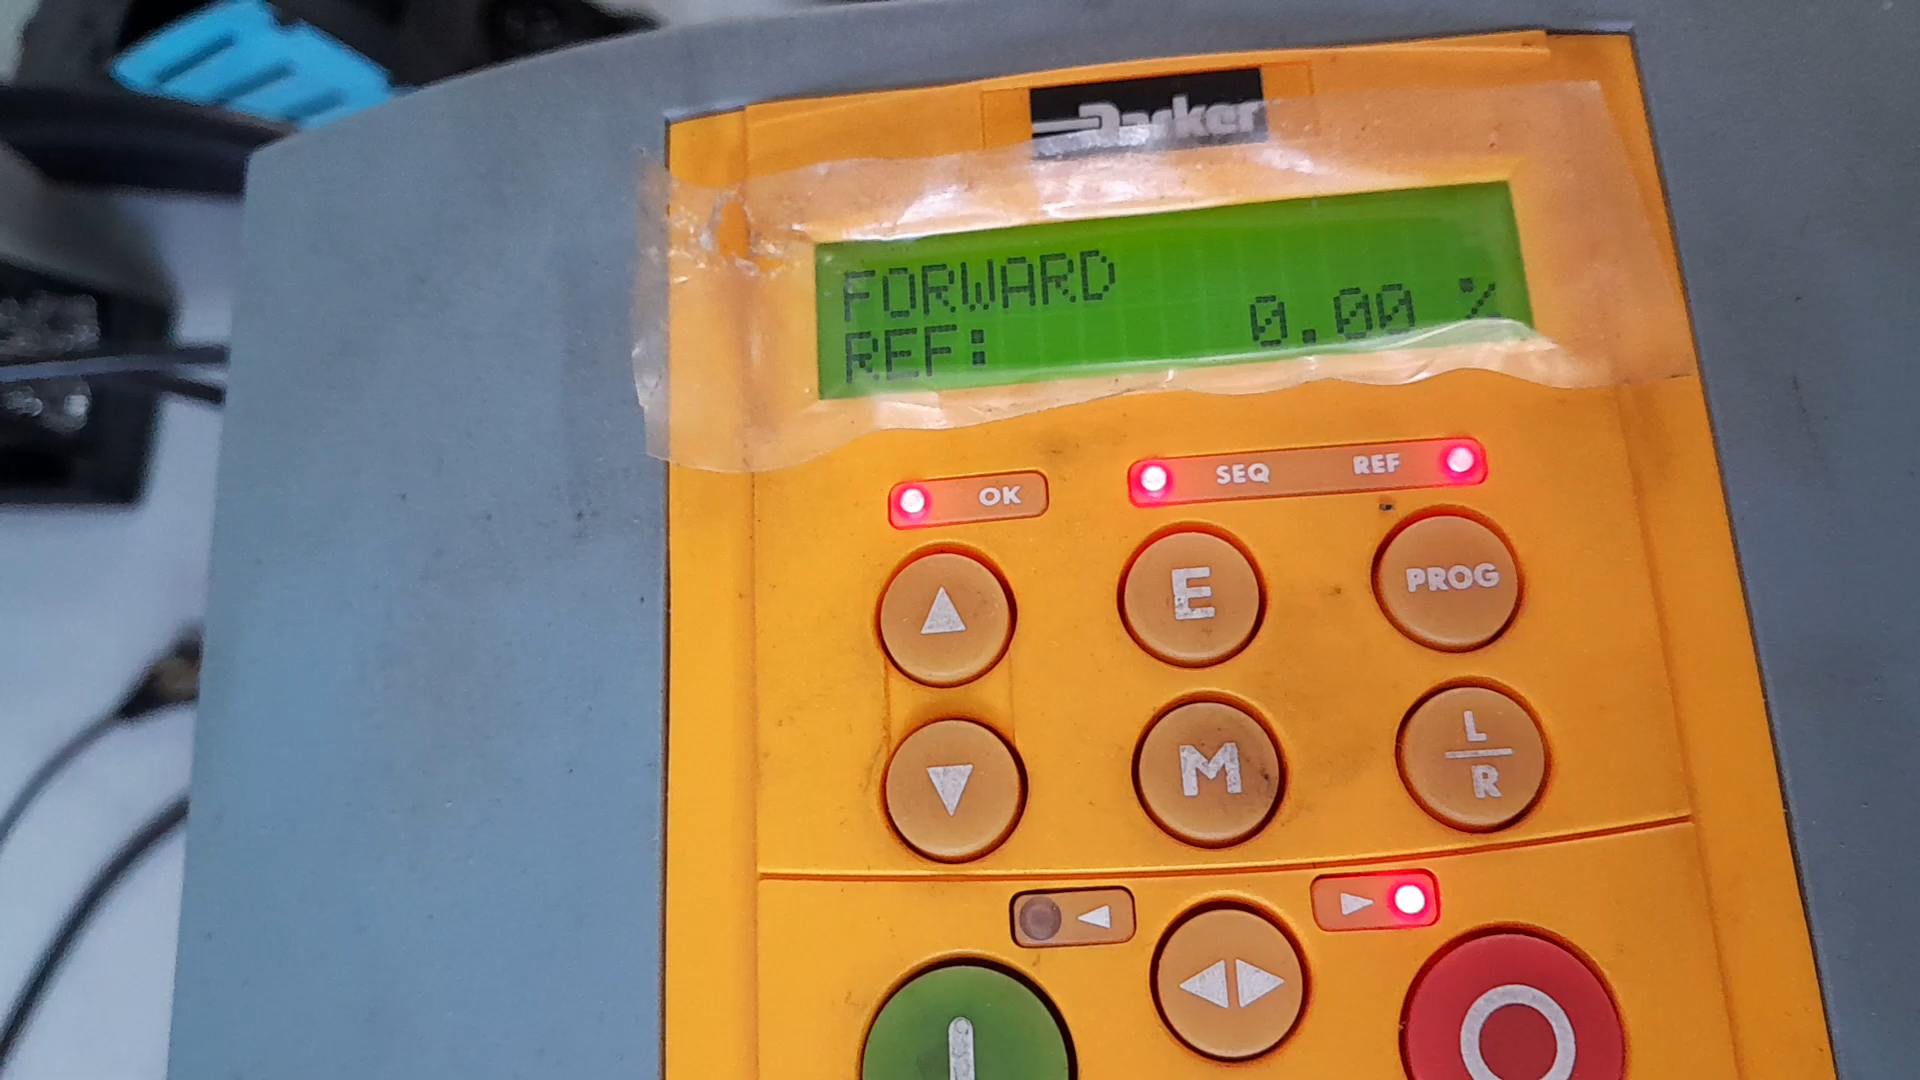 Parker
FORWARD
REF: 0.00 %
OK
SEQ REF
E
PROG
M
L
R